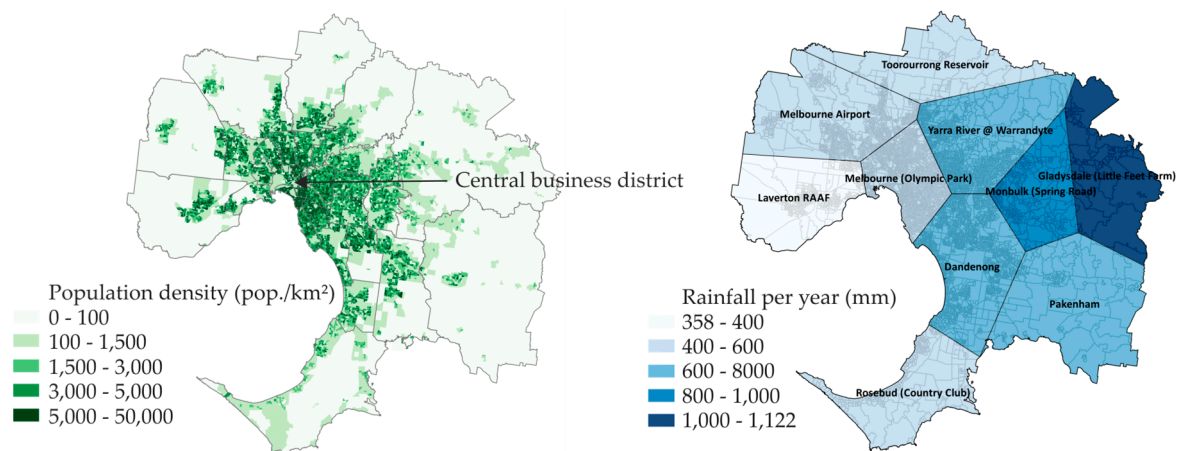 Central business district
Population density (pop./km²)
0 - 100
100 - 1,500
1,500 - 3,000
3,000 - 5,000
5,000 - 50,000
Toorourrong Reservoir
Melbourne Airport
Yarra River @ Warrandyte
Melbourne (Olympic Park)
Gladysdale (Little Feet Farm)
Monbulk (Spring Road)
Laverton RAAF
Dandenong
Pakenham
Rosebud (Country Club)
Rainfall per year (mm)
358 - 400
400 - 600
600 - 8000
800 - 1,000
1,000 - 1,122